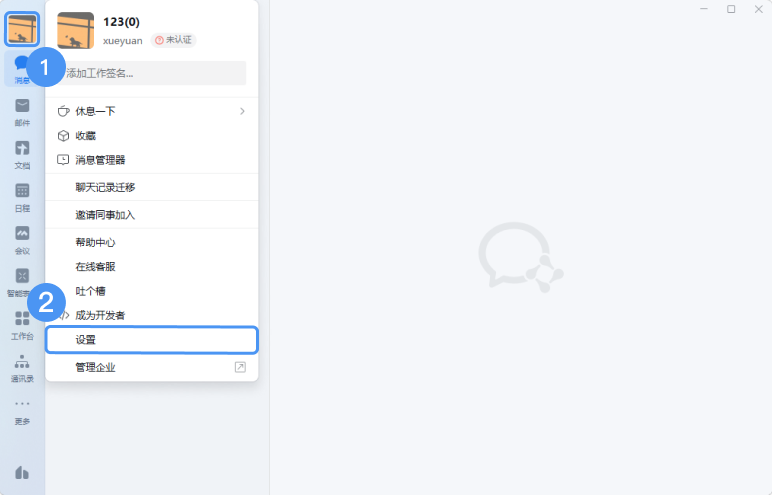 123(0)
xueyuan
未认证
添加工作签名...
休息一下
收藏
消息管理器
聊天记录迁移
邀请同事加入
帮助中心
在线客服
吐个槽
成为开发者
设置
管理企业
1
2
消息
邮件
文档
日程
会议
智能
工作台
通讯录
更多